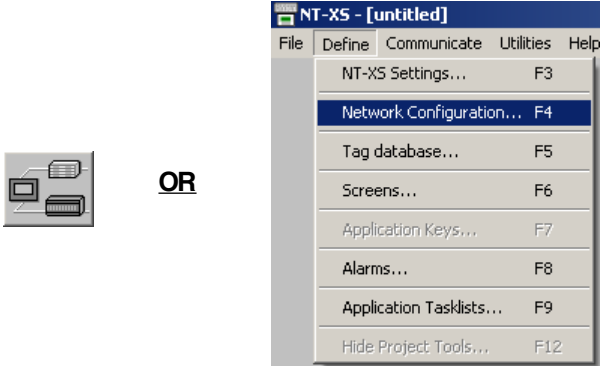 NT-XS - [untitled]
File Define Communicate Utilities Help
NT-XS Settings... F3
Network Configuration... F4
Tag database... F5
OR
Screens... F6
Application Keys... F7
Alarms... F8
Application Tasklists... F9
Hide Project Tools... F12